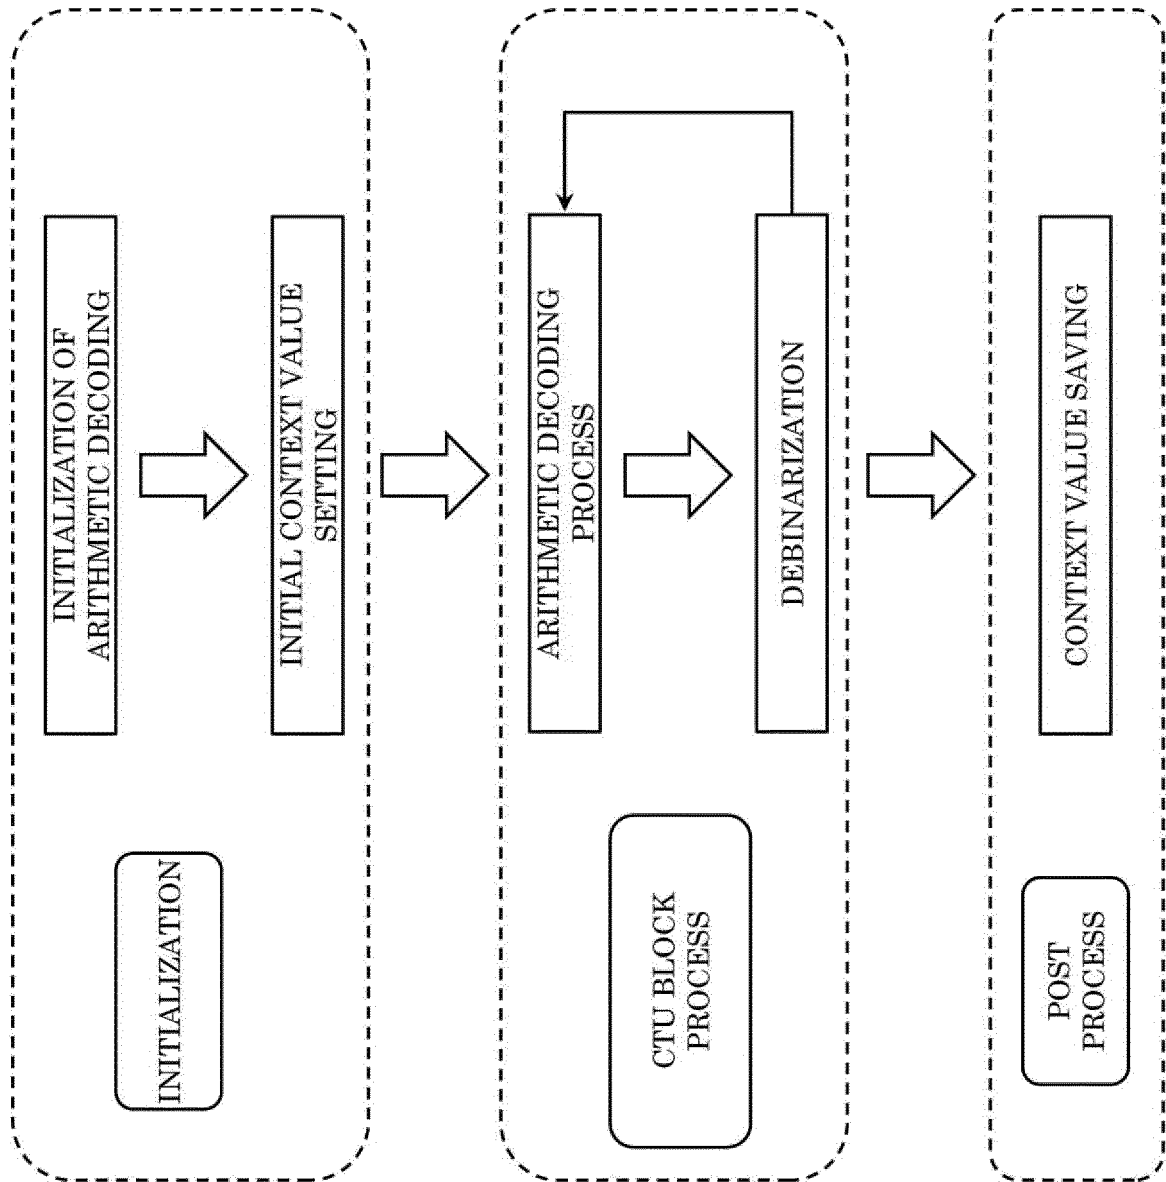 INITIALIZATION
INITIALIZATION OF
ARITHMETIC DECODING
INITIAL CONTEXT VALUE
SETTING
CTU BLOCK
PROCESS
ARITHMETIC DECODING
PROCESS
DEBINARIZATION
POST
PROCESS
CONTEXT VALUE SAVING